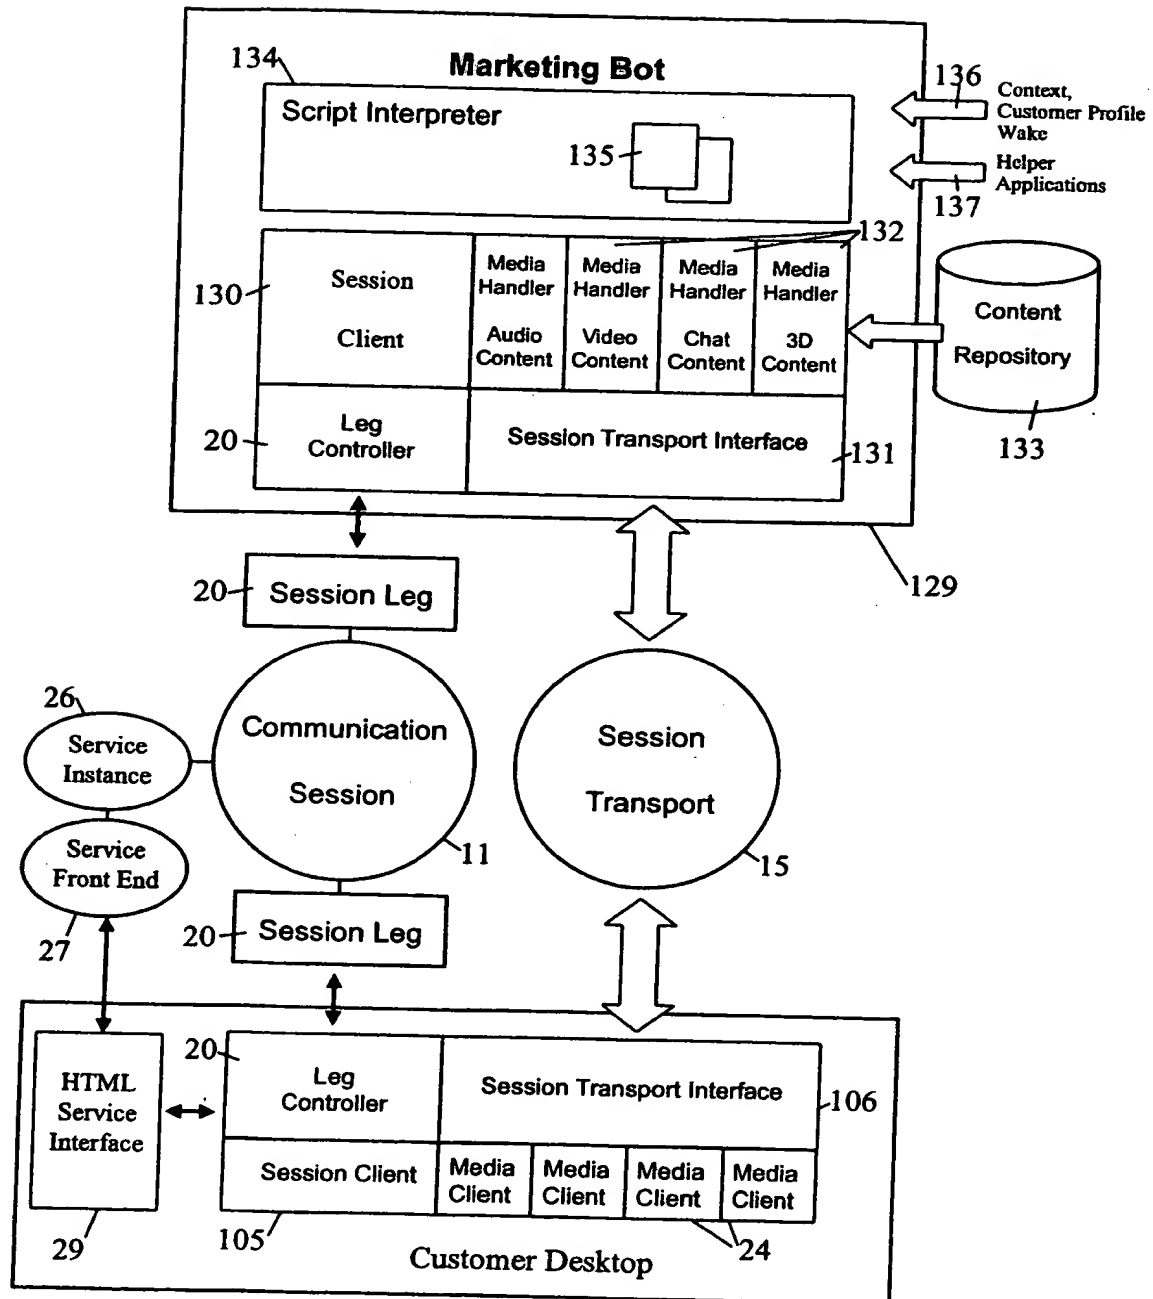 Marketing Bot
134
Script Interpreter
135
136
Context,
Customer Profile
Wake
Helper
Applications
137
132
130
Session
Client
Media
Handler
Audio
Content
Media
Handler
Video
Content
Media
Handler
Chat
Content
Media
Handler
3D
Content
Content
Repository
133
20
Leg
Controller
Session Transport Interface
131
129
20
Session Leg
26
Service
Instance
Communication
Session
11
Session
Transport
15
Service
Front End
27
20
Session Leg
HTML
Service
Interface
29
20
Leg
Controller
Session Transport Interface
106
Session Client
Media
Client
Media
Client
Media
Client
Media
Client
105
24
Customer Desktop